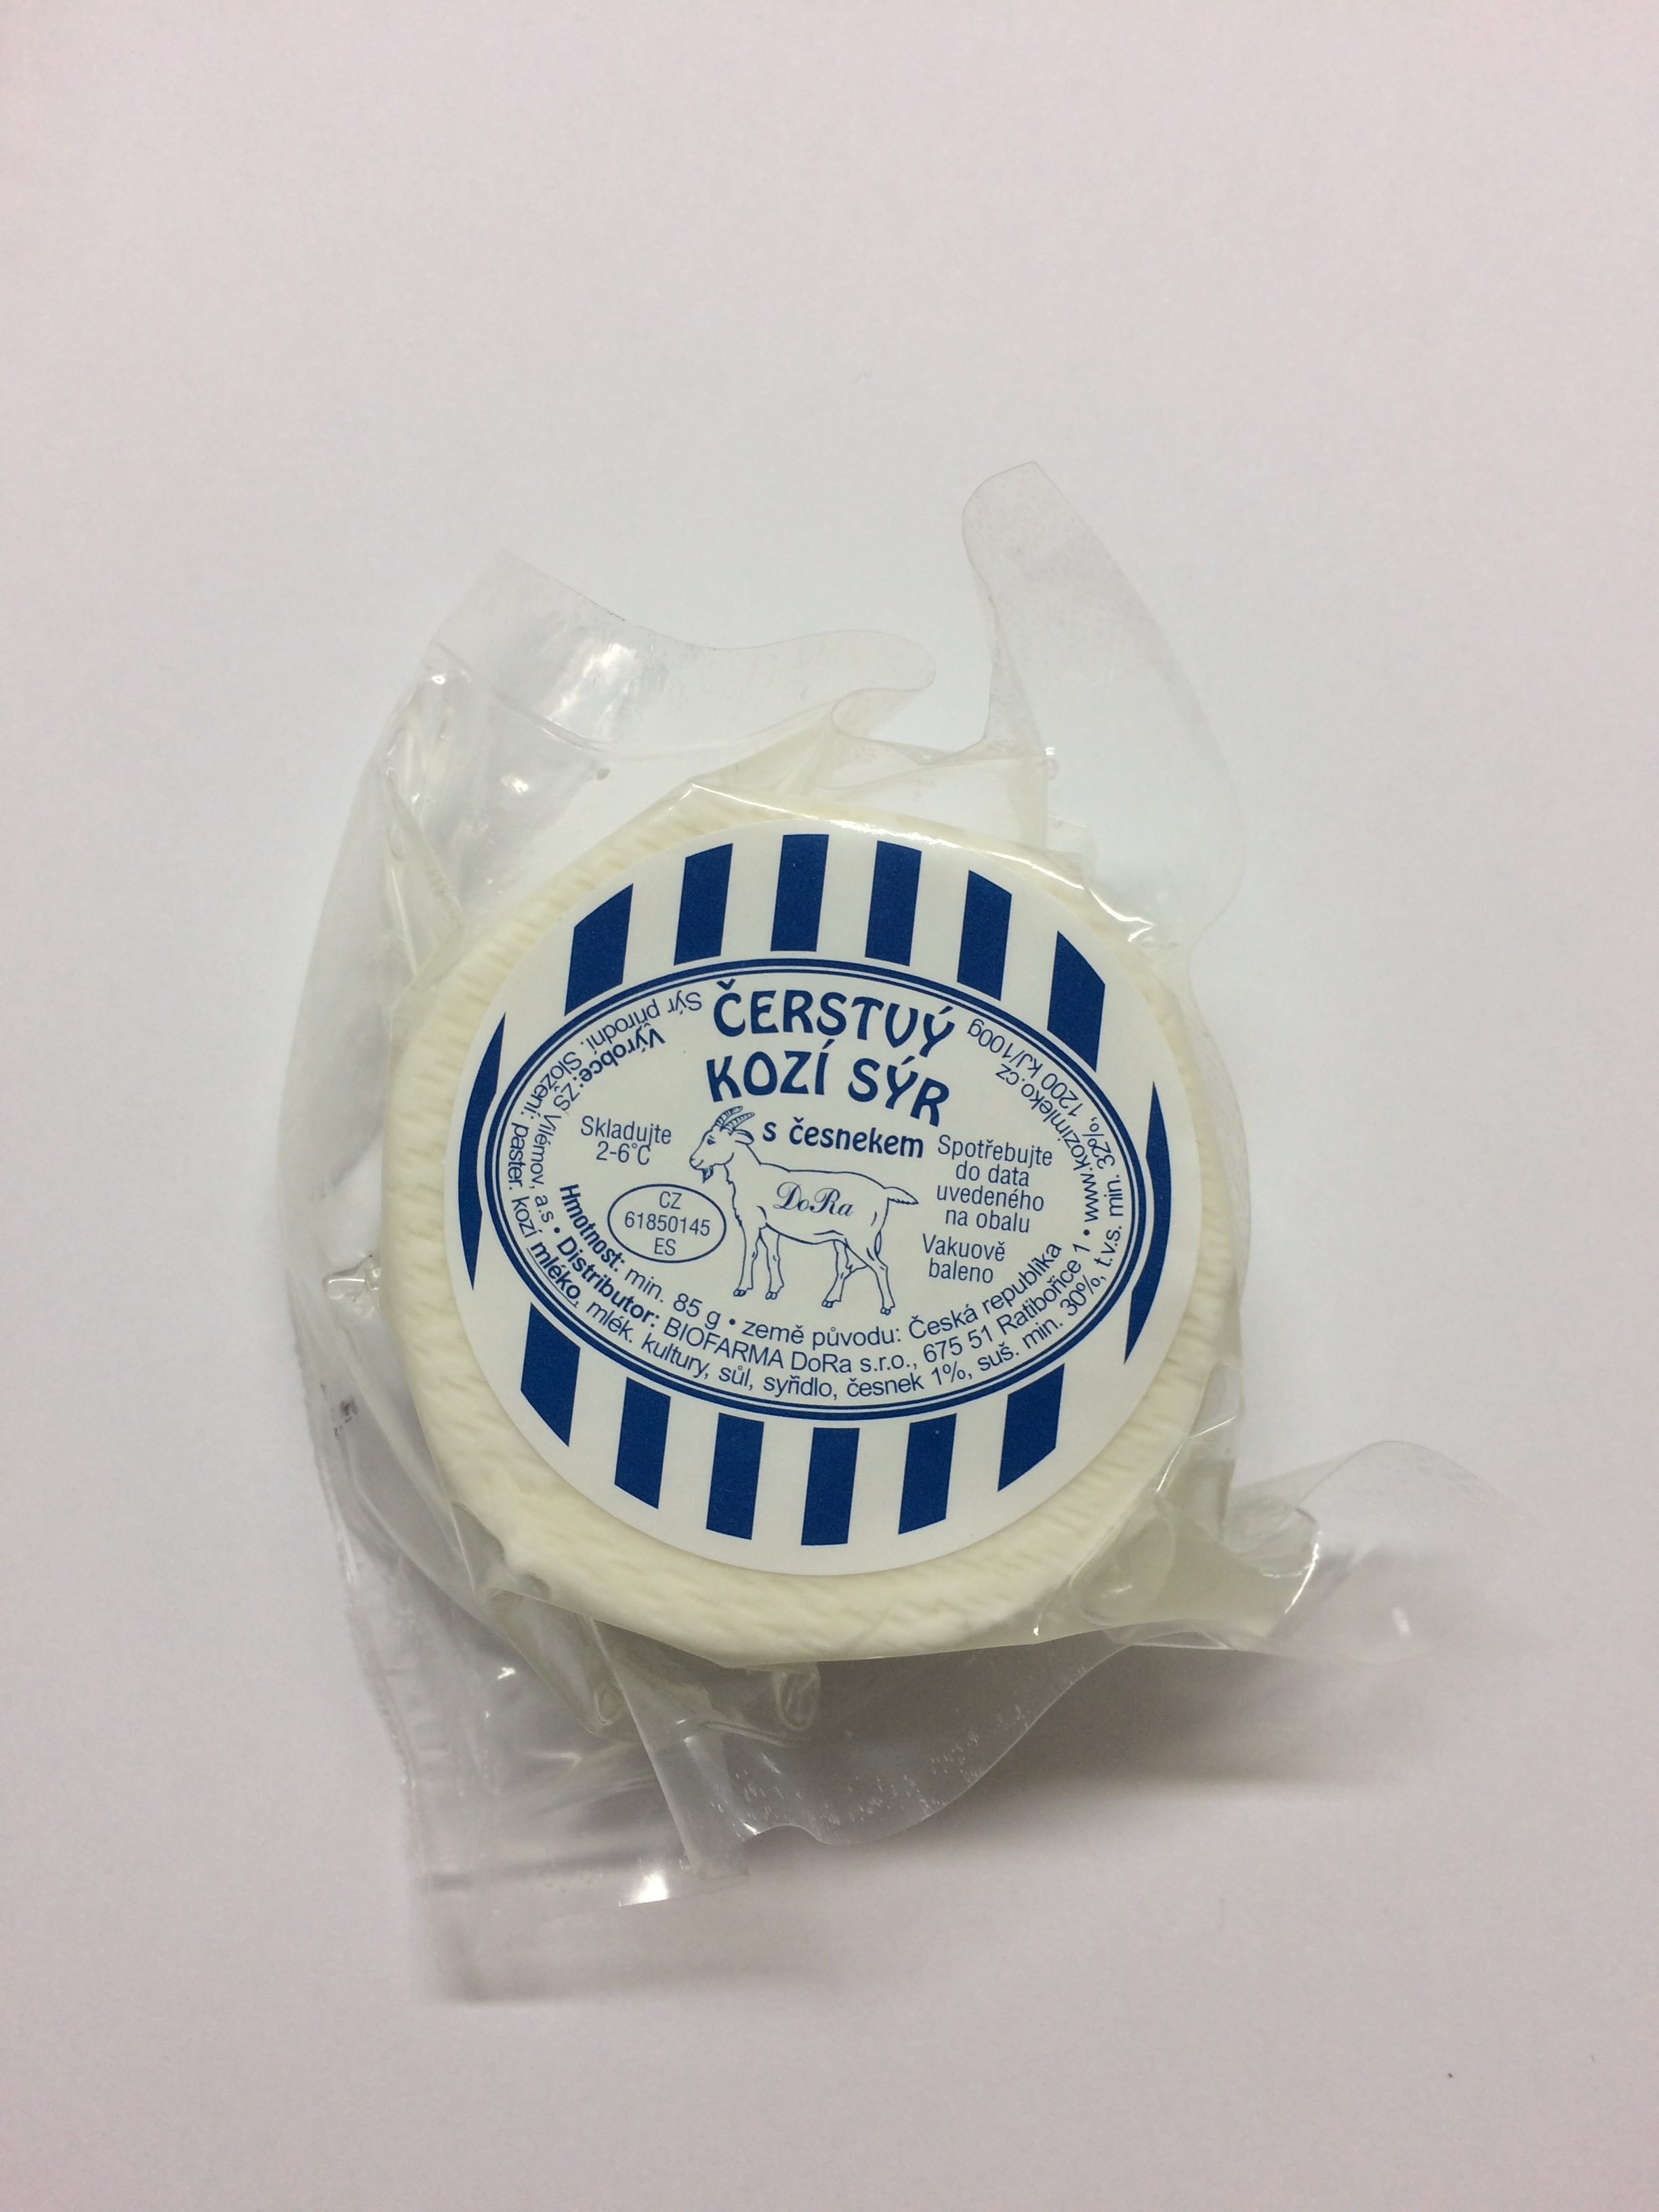 ČERSTVÝ
KOZÍ SÝR
s česnekem
Skladujte
2-6°C
CZ
61850145
ES
DoRa
Spotřebujte
do data
uvedeného
na obalu
Vakuově
baleno
Hmotnost: min. 85 g • země původu: Česká republika
Výrobce: ZŠ Vilémov, a.s • Distributor: BIOFARMA DoRa s.r.o., 675 51 Ratibořice 1 • www.kozimleko.cz
Sýr přírodní. Složení: paster. kozí mléko, mlék. kultury, sůl, syřidlo, česnek 1%, suš. min. 30%, t.v.s. min. 32%, 1200 kJ/100g